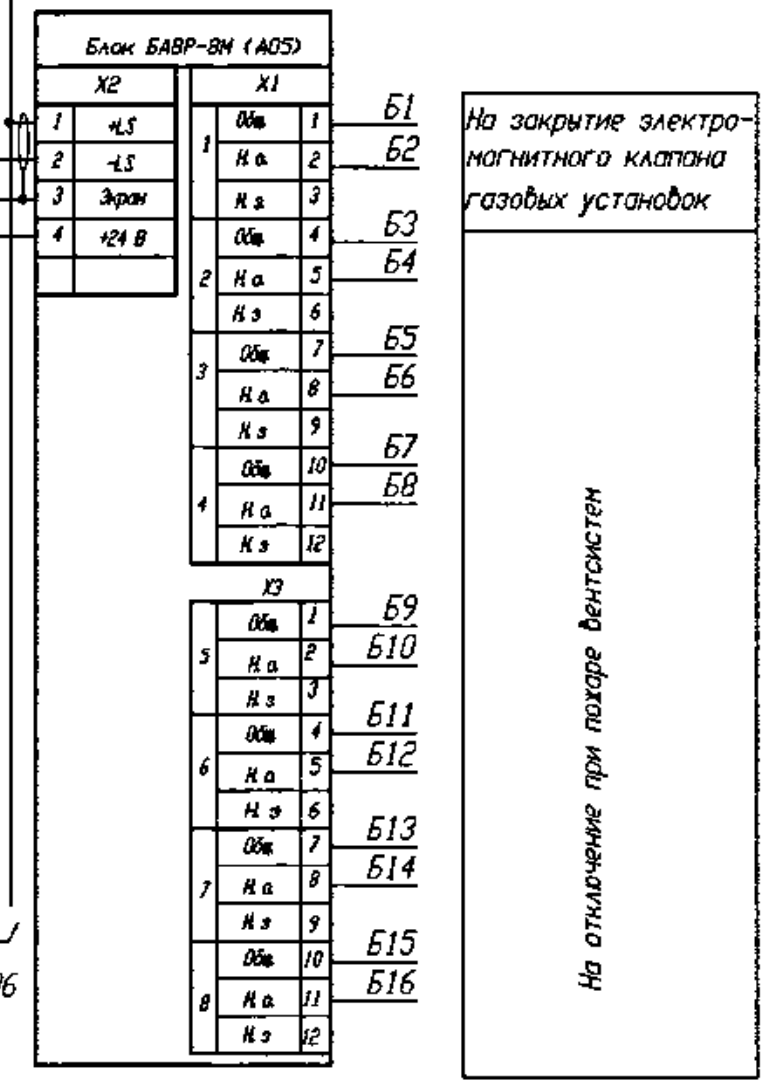 Блок БАВР-8М (А05)
X2
1 +LS
2 -LS
3 Экран
4 +24 В
X1
1
Общ 1
Н.о. 2
Н.з 3
2
Общ 4
Н.о. 5
Н.з 6
3
Общ 7
Н.о. 8
Н.з 9
4
Общ 10
Н.о. 11
Н.з 12
X3
5
Общ 1
Н.о. 2
Н.з 3
6
Общ 4
Н.о. 5
Н.з 6
7
Общ 7
Н.о. 8
Н.з 9
8
Общ 10
Н.о. 11
Н.з 12
Б1
Б2
Б3
Б4
Б5
Б6
Б7
Б8
Б9
Б10
Б11
Б12
Б13
Б14
Б15
Б16
На закрытие электро-
магнитного клапана
газовых установок
На отключение при пожаре вентсистем